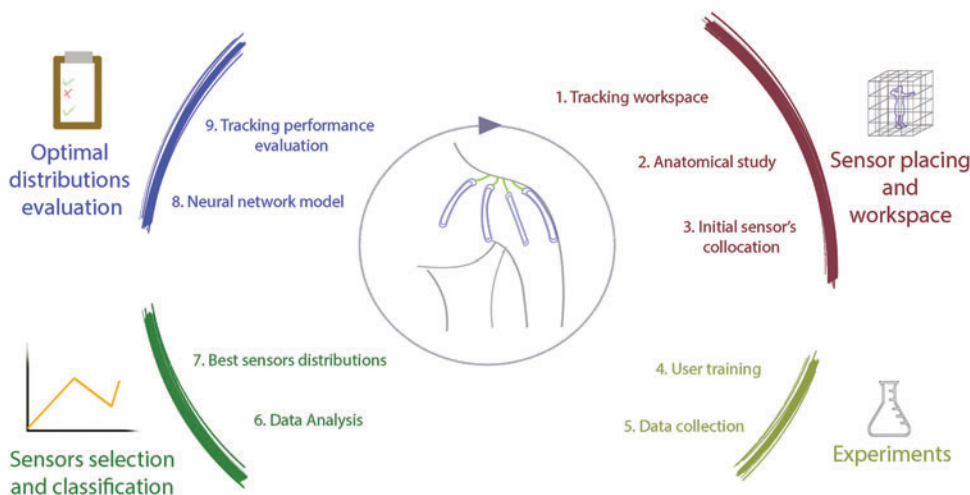 1. Tracking workspace
2. Anatomical study
3. Initial sensor's
collocation
Sensor placing
and
workspace
4. User training
5. Data collection
Experiments
6. Data Analysis
7. Best sensors distributions
Sensors selection
and classification
8. Neural network model
9. Tracking performance
evaluation
Optimal
distributions
evaluation